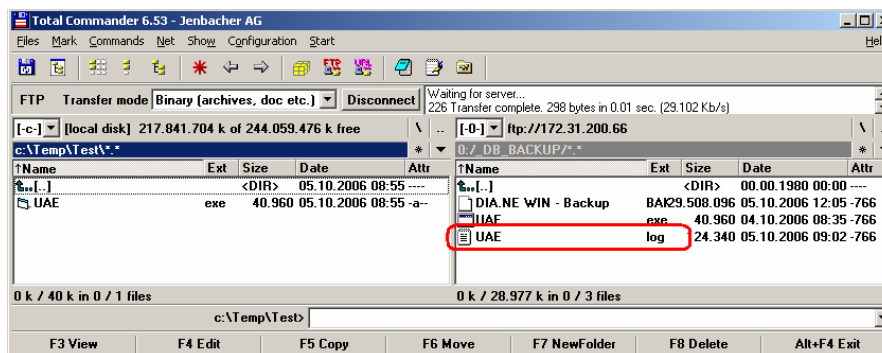 Total Commander 6.53 - Jenbacher AG
Files Mark Commands Net Show Configuration Start
FTP Transfer mode Binary (archives, doc etc.) Disconnect
Waiting for server...
226 Transfer complete. 298 bytes in 0.01 sec. (29.102 Kb/s)
[-c-] [local disk] 217.841.704 k of 244.059.476 k free \ ..
[-0-] ftp://172.31.200.66 \
c:\Temp\Test\*.* *
0:/_DB_BACKUP/*.* *
↑Name Ext Size Date Attr
[..] <DIR> 05.10.2006 08:55 ----
UAE exe 40.960 05.10.2006 08:55 -a--
0 k / 40 k in 0 / 1 files
↑Name Ext Size Date Attr
[..] <DIR> 00.00.1980 00:00 ----
DIA.NE WIN - Backup BAK 29.508.096 05.10.2006 12:05 -766
UAE exe 40.960 04.10.2006 08:35 -766
UAE log 24.340 05.10.2006 09:02 -766
0 k / 28.977 k in 0 / 3 files
c:\Temp\Test>
F3 View F4 Edit F5 Copy F6 Move F7 NewFolder F8 Delete Alt+F4 Exit